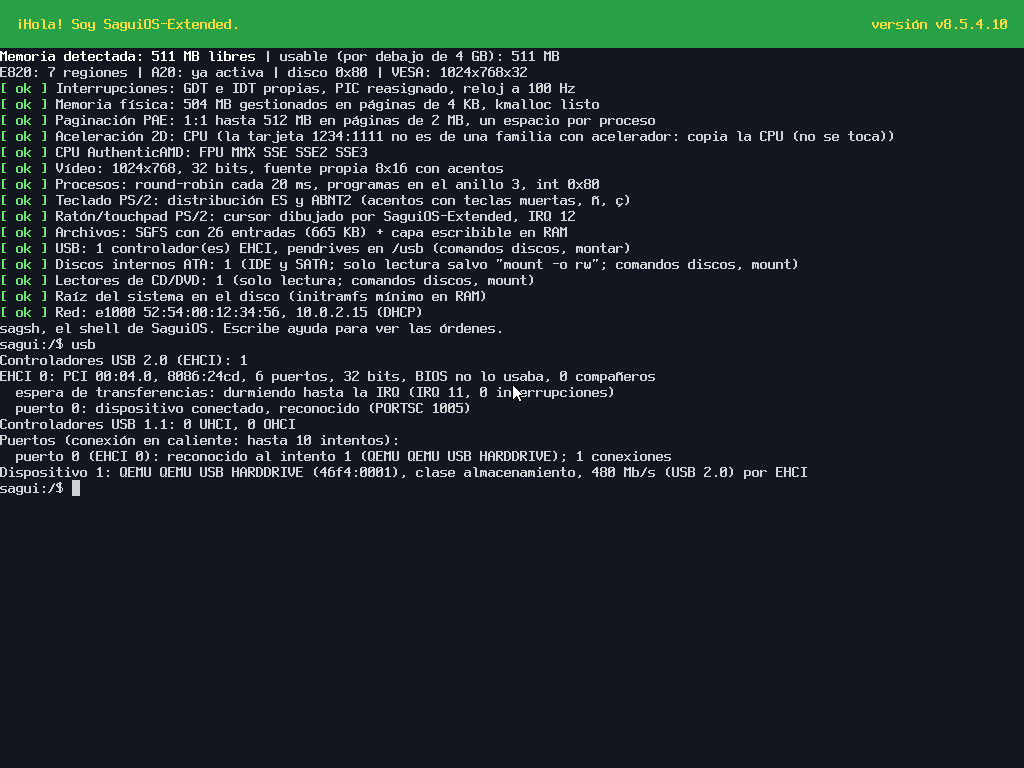 ¡Hola! Soy SaguiOS-Extended. versión v8.5.4.10
Memoria detectada: 511 MB libres | usable (por debajo de 4 GB): 511 MB
E820: 7 regiones | A20: ya activa | disco 0x80 | VESA: 1024x768x32
[ ok ] Interrupciones: GDT e IDT propias, PIC reasignado, reloj a 100 Hz
[ ok ] Memoria física: 504 MB gestionados en páginas de 4 KB, kmalloc listo
[ ok ] Paginación PAE: 1:1 hasta 512 MB en páginas de 2 MB, un espacio por proceso
[ ok ] Aceleración 2D: CPU (la tarjeta 1234:1111 no es de una familia con acelerador: copia la CPU (no se toca))
[ ok ] CPU AuthenticAMD: FPU MMX SSE SSE2 SSE3
[ ok ] Vídeo: 1024x768, 32 bits, fuente propia 8x16 con acentos
[ ok ] Procesos: round-robin cada 20 ms, programas en el anillo 3, int 0x80
[ ok ] Teclado PS/2: distribución ES y ABNT2 (acentos con teclas muertas, ñ, ç)
[ ok ] Ratón/touchpad PS/2: cursor dibujado por SaguiOS-Extended, IRQ 12
[ ok ] Archivos: SGFS con 26 entradas (665 KB) + capa escribible en RAM
[ ok ] USB: 1 controlador(es) EHCI, pendrives en /usb (comandos discos, montar)
[ ok ] Discos internos ATA: 1 (IDE y SATA; solo lectura salvo "mount -o rw"; comandos discos, mount)
[ ok ] Lectores de CD/DVD: 1 (solo lectura; comandos discos, mount)
[ ok ] Raíz del sistema en el disco (initramfs mínimo en RAM)
[ ok ] Red: e1000 52:54:00:12:34:56, 10.0.2.15 (DHCP)
sagsh, el shell de SaguiOS. Escribe ayuda para ver las órdenes.
sagui:/$ usb
Controladores USB 2.0 (EHCI): 1
EHCI 0: PCI 00:04.0, 8086:24cd, 6 puertos, 32 bits, BIOS no lo usaba, 0 compañeros
  espera de transferencias: durmiendo hasta la IRQ (IRQ 11, 0 interrupciones)
  puerto 0: dispositivo conectado, reconocido (PORTSC 1005)
Controladores USB 1.1: 0 UHCI, 0 OHCI
Puertos (conexión en caliente: hasta 10 intentos):
  puerto 0 (EHCI 0): reconocido al intento 1 (QEMU QEMU USB HARDDRIVE); 1 conexiones
Dispositivo 1: QEMU QEMU USB HARDDRIVE (46f4:0001), clase almacenamiento, 480 Mb/s (USB 2.0) por EHCI
sagui:/$